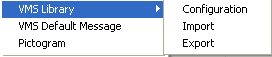 VMS Library
VMS Default Message
Pictogram
Configuration
Import
Export